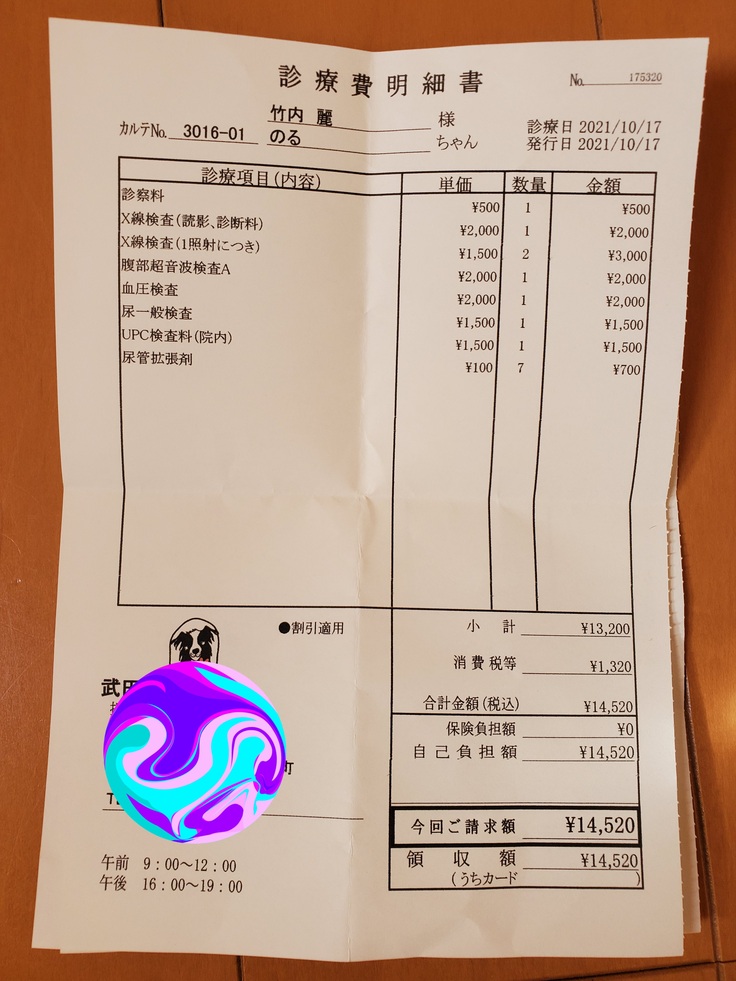 診療費明細書
No. 175320
カルテNo. 3016-01
竹内 麗 様
のる ちゃん
診療日 2021/10/17
発行日 2021/10/17
診療項目(内容) 単価 数量 金額
診察料 ¥500 1 ¥500
X線検査(読影、診断料) ¥2,000 1 ¥2,000
X線検査(1照射につき) ¥1,500 2 ¥3,000
腹部超音波検査A ¥2,000 1 ¥2,000
血圧検査 ¥2,000 1 ¥2,000
尿一般検査 ¥1,500 1 ¥1,500
UPC検査料(院内) ¥1,500 1 ¥1,500
尿管拡張剤 ¥100 7 ¥700
●割引適用
小計 ¥13,200
消費税等 ¥1,320
合計金額(税込) ¥14,520
保険負担額 ¥0
自己負担額 ¥14,520
今回ご請求額 ¥14,520
領収額 ¥14,520
(うちカード )
武田
町
午前 9:00～12:00
午後 16:00～19:00